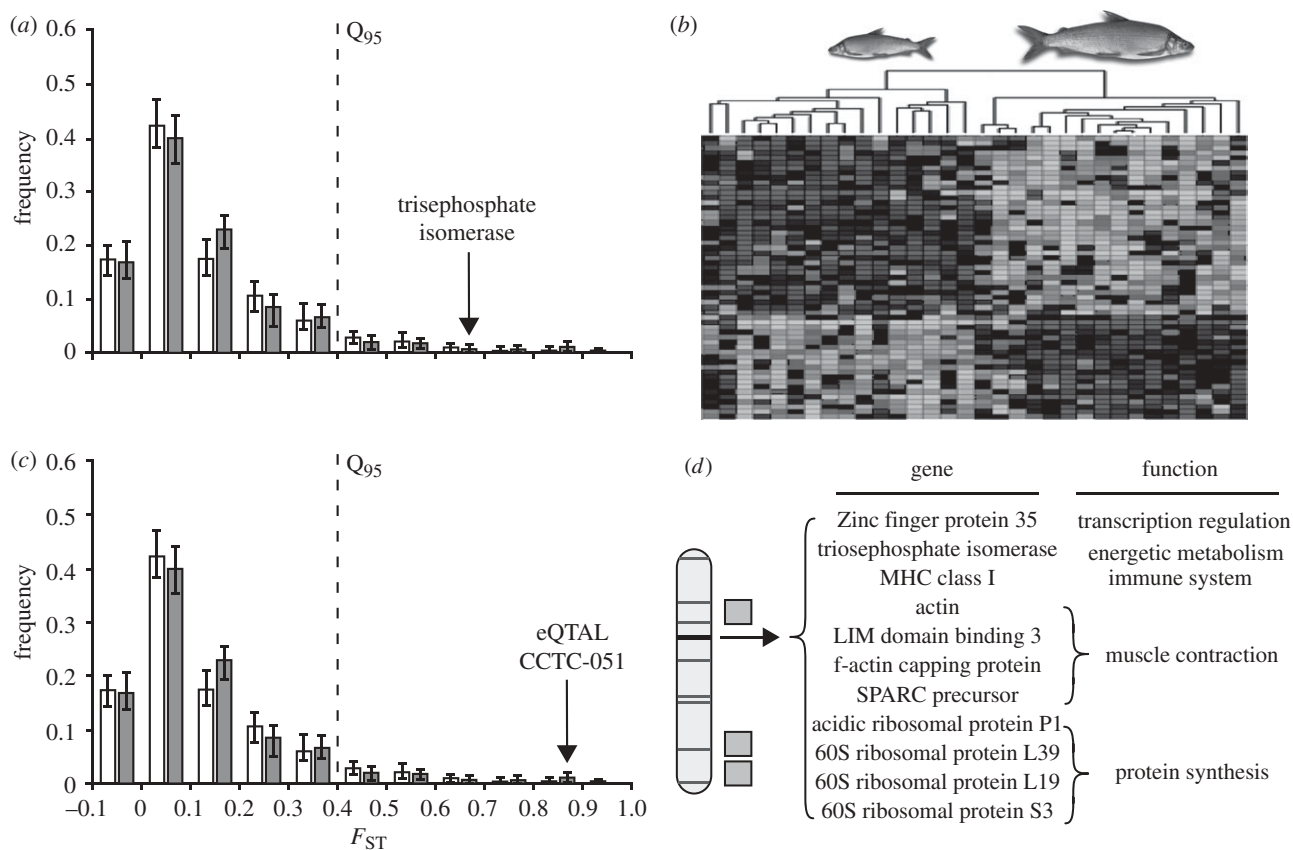 (a)
0.6
0.5
0.4
0.3
0.2
0.1
0
frequency
Q95
trisephosphate
isomerase
(b)
(c)
0.6
0.5
0.4
0.3
0.2
0.1
0
frequency
Q95
eQTAL
CCTC-051
–0.1 0 0.1 0.2 0.3 0.4 0.5 0.6 0.7 0.8 0.9 1.0
FST
(d)
gene function
Zinc finger protein 35 transcription regulation
triosephosphate isomerase energetic metabolism
MHC class I immune system
actin
LIM domain binding 3
f-actin capping protein
SPARC precursor
muscle contraction
acidic ribosomal protein P1
60S ribosomal protein L39
60S ribosomal protein L19
60S ribosomal protein S3
protein synthesis